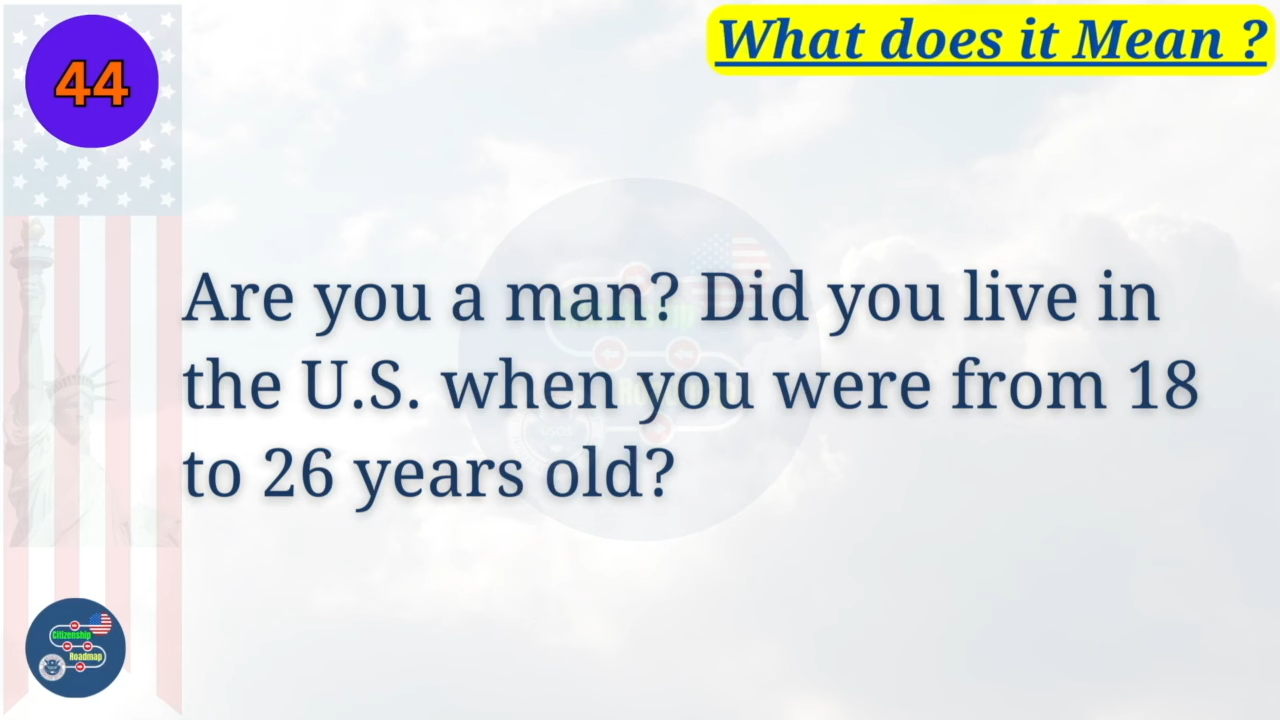 44
What does it Mean ?
Are you a man? Did you live in
the U.S. when you were from 18
to 26 years old?
Citizenship
Roadmap